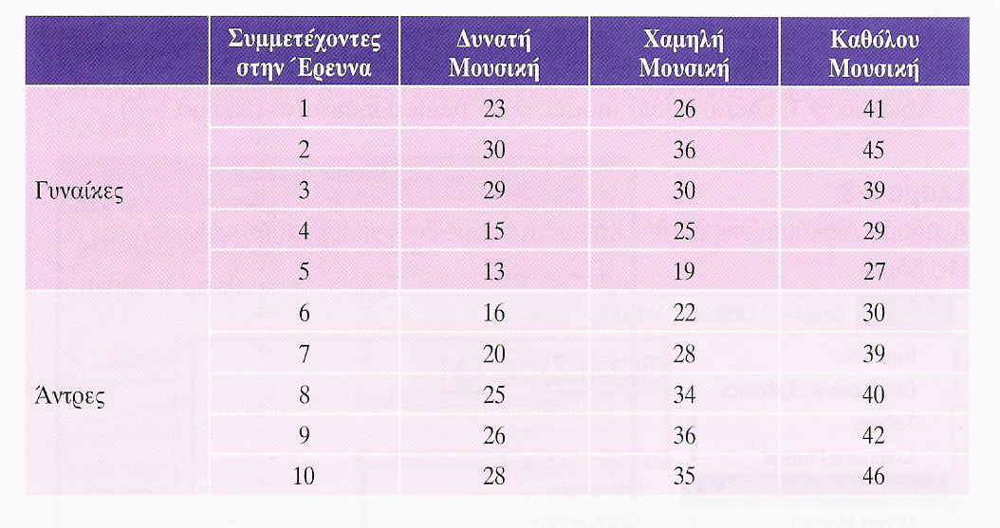 Συμμετέχοντες στην Έρευνα Δυνατή Μουσική Χαμηλή Μουσική Καθόλου Μουσική
Γυναίκες
1 23 26 41
2 30 36 45
3 29 30 39
4 15 25 29
5 13 19 27
Άντρες
6 16 22 30
7 20 28 39
8 25 34 40
9 26 36 42
10 28 35 46